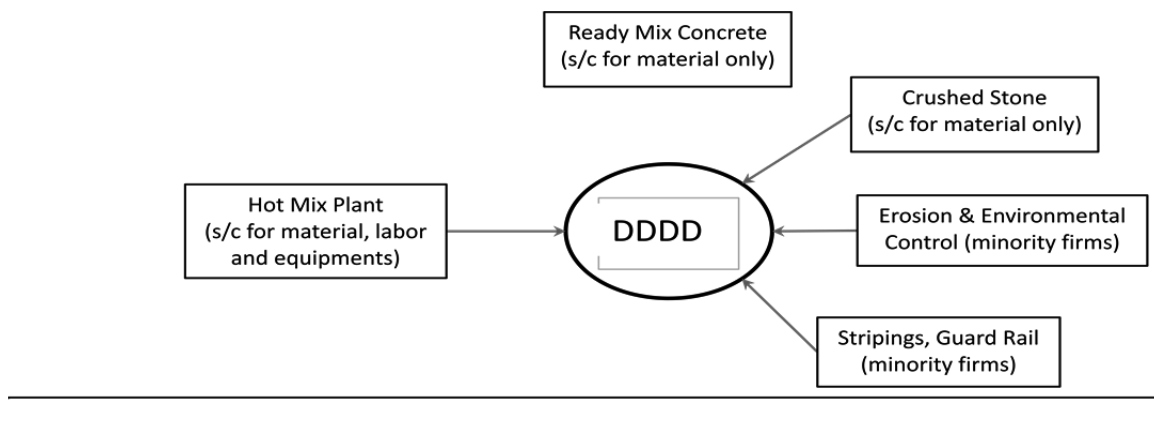 Ready Mix Concrete
(s/c for material only)
Crushed Stone
(s/c for material only)
Hot Mix Plant
(s/c for material, labor
and equipments)
DDDD
Erosion & Environmental
Control (minority firms)
Stripings, Guard Rail
(minority firms)